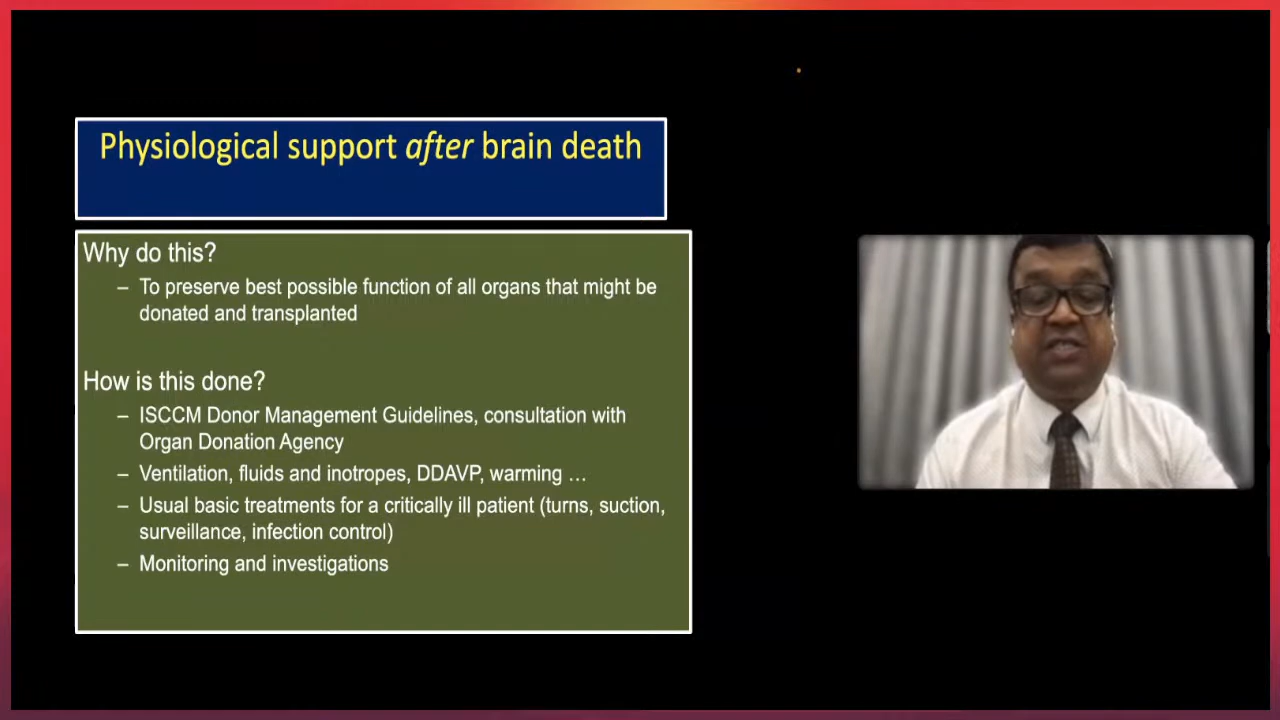 Physiological support after brain death
Why do this?
– To preserve best possible function of all organs that might be
donated and transplanted
How is this done?
– ISCCM Donor Management Guidelines, consultation with
Organ Donation Agency
– Ventilation, fluids and inotropes, DDAVP, warming …
– Usual basic treatments for a critically ill patient (turns, suction,
surveillance, infection control)
– Monitoring and investigations